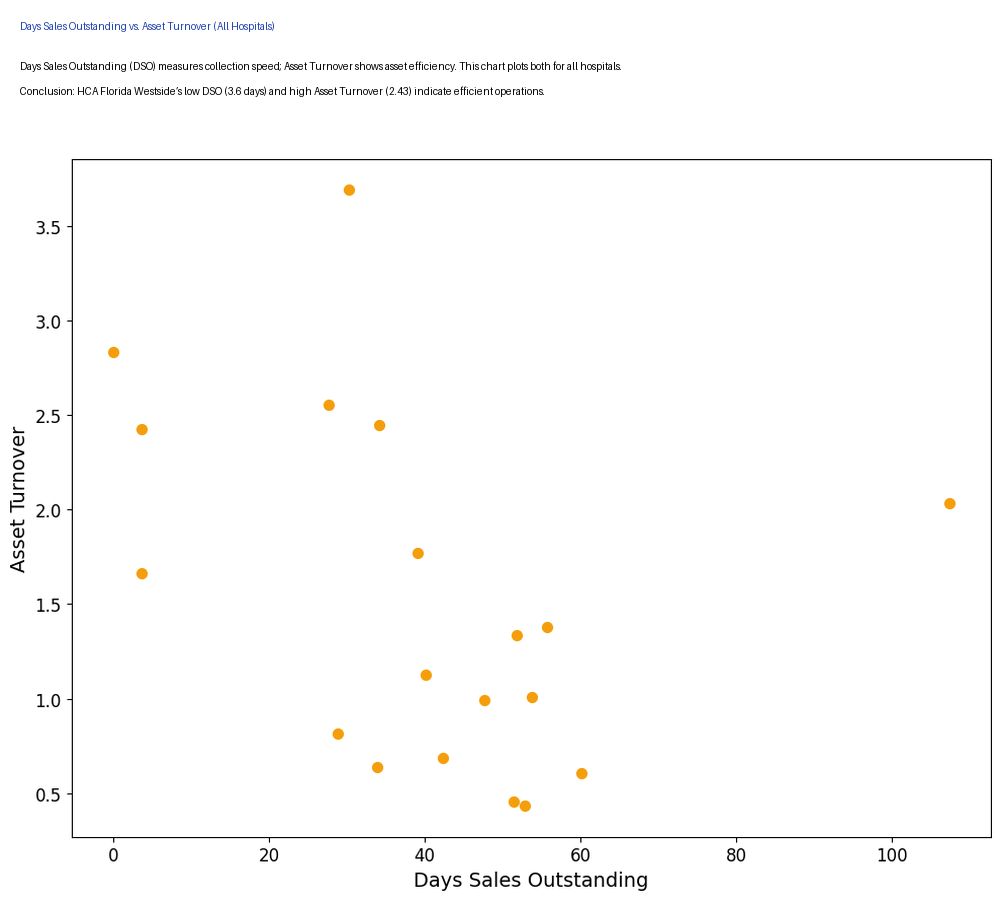 Days Sales Outstanding vs. Asset Turnover (All Hospitals)
Days Sales Outstanding (DSO) measures collection speed; Asset Turnover shows asset efficiency. This chart plots both for all hospitals.
Conclusion: HCA Florida Westside's low DSO (3.6 days) and high Asset Turnover (2.43) indicate efficient operations.
3.5
3.0
2.5
2.0
1.5
1.0
0.5
Asset Turnover
0 20 40 60 80 100
Days Sales Outstanding